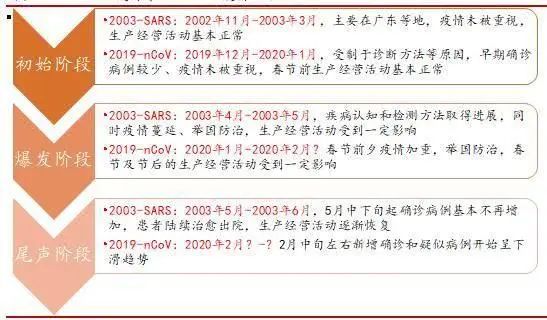 初始阶段
2003-SARS：2002年11月-2003年3月，主要在广东等地，疫情未被重视，
生产经营活动基本正常
2019-nCoV：2019年12月-2020年1月，受制于诊断方法等原因，早期确诊
病例较少、疫情未被重视，春节前生产经营活动基本正常
爆发阶段
2003-SARS：2003年4月-2003年5月，疾病认知和检测方法取得进展，同
时疫情蔓延、举国防治，生产经营活动受到一定影响
2019-nCoV：2020年1月-2020年2月？春节前夕疫情加重，举国防治，春
节及节后的生产经营活动受到一定影响
尾声阶段
2003-SARS：2003年5月-2003年6月，5月中下旬起确诊病例基本不再增
加，患者陆续治愈出院，生产经营活动逐渐恢复
2019-nCoV：2020年2月？-？2月中旬左右新增确诊和疑似病例开始呈下
滑趋势